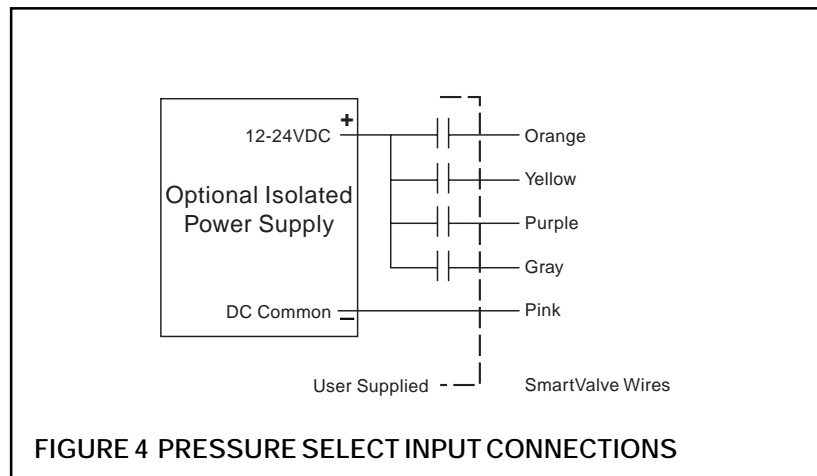 +
12-24VDC
Orange
Yellow
Optional Isolated
Power Supply
Purple
Gray
DC Common
–
Pink
User Supplied
SmartValve Wires
FIGURE 4 PRESSURE SELECT INPUT CONNECTIONS